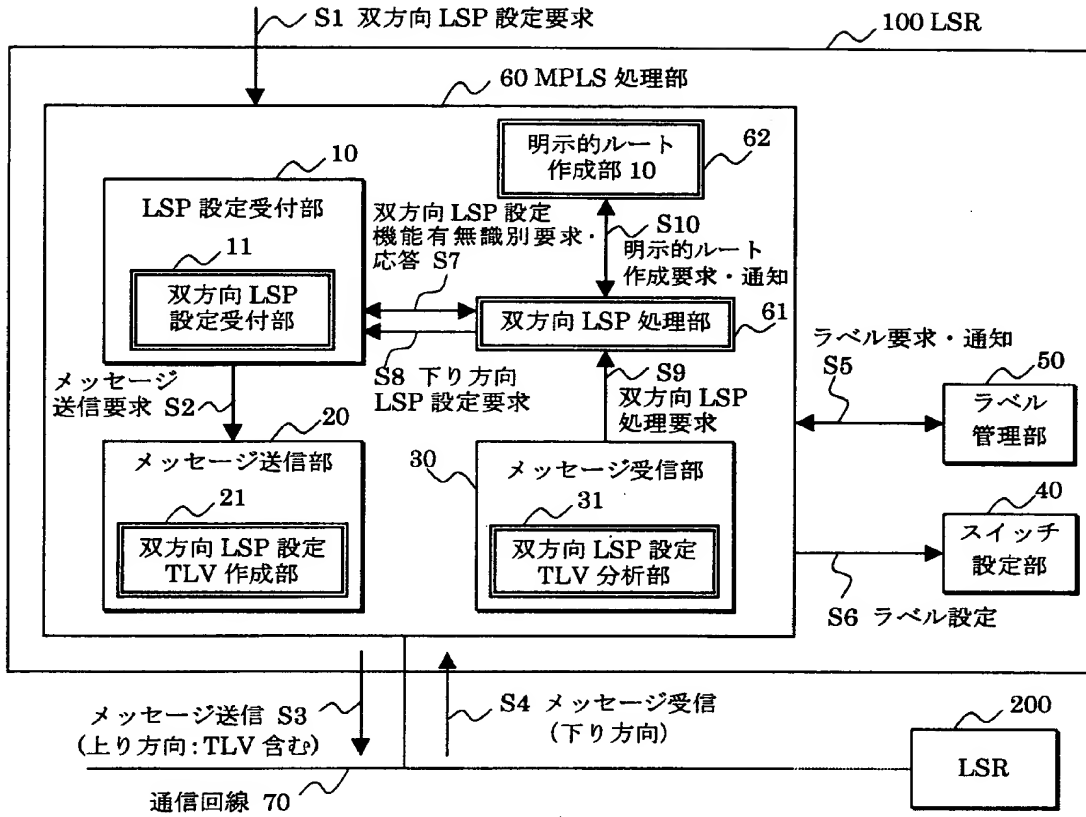 S1 双方向 LSP 設定要求
100 LSR
60 MPLS 処理部
10
LSP 設定受付部
11
双方向 LSP
設定受付部
明示的ルート
作成部 10
62
双方向 LSP 設定
機能有無識別要求・
応答 S7
S10
明示的ルート
作成要求・通知
双方向 LSP 処理部
61
S8 下り方向
LSP 設定要求
S9
双方向 LSP
処理要求
メッセージ
送信要求 S2
20
メッセージ送信部
21
双方向 LSP 設定
TLV 作成部
30
メッセージ受信部
31
双方向 LSP 設定
TLV 分析部
ラベル要求・通知
S5
50
ラベル
管理部
40
スイッチ
設定部
S6 ラベル設定
メッセージ送信 S3
(上り方向:TLV 含む)
S4 メッセージ受信
(下り方向)
200
LSR
通信回線 70